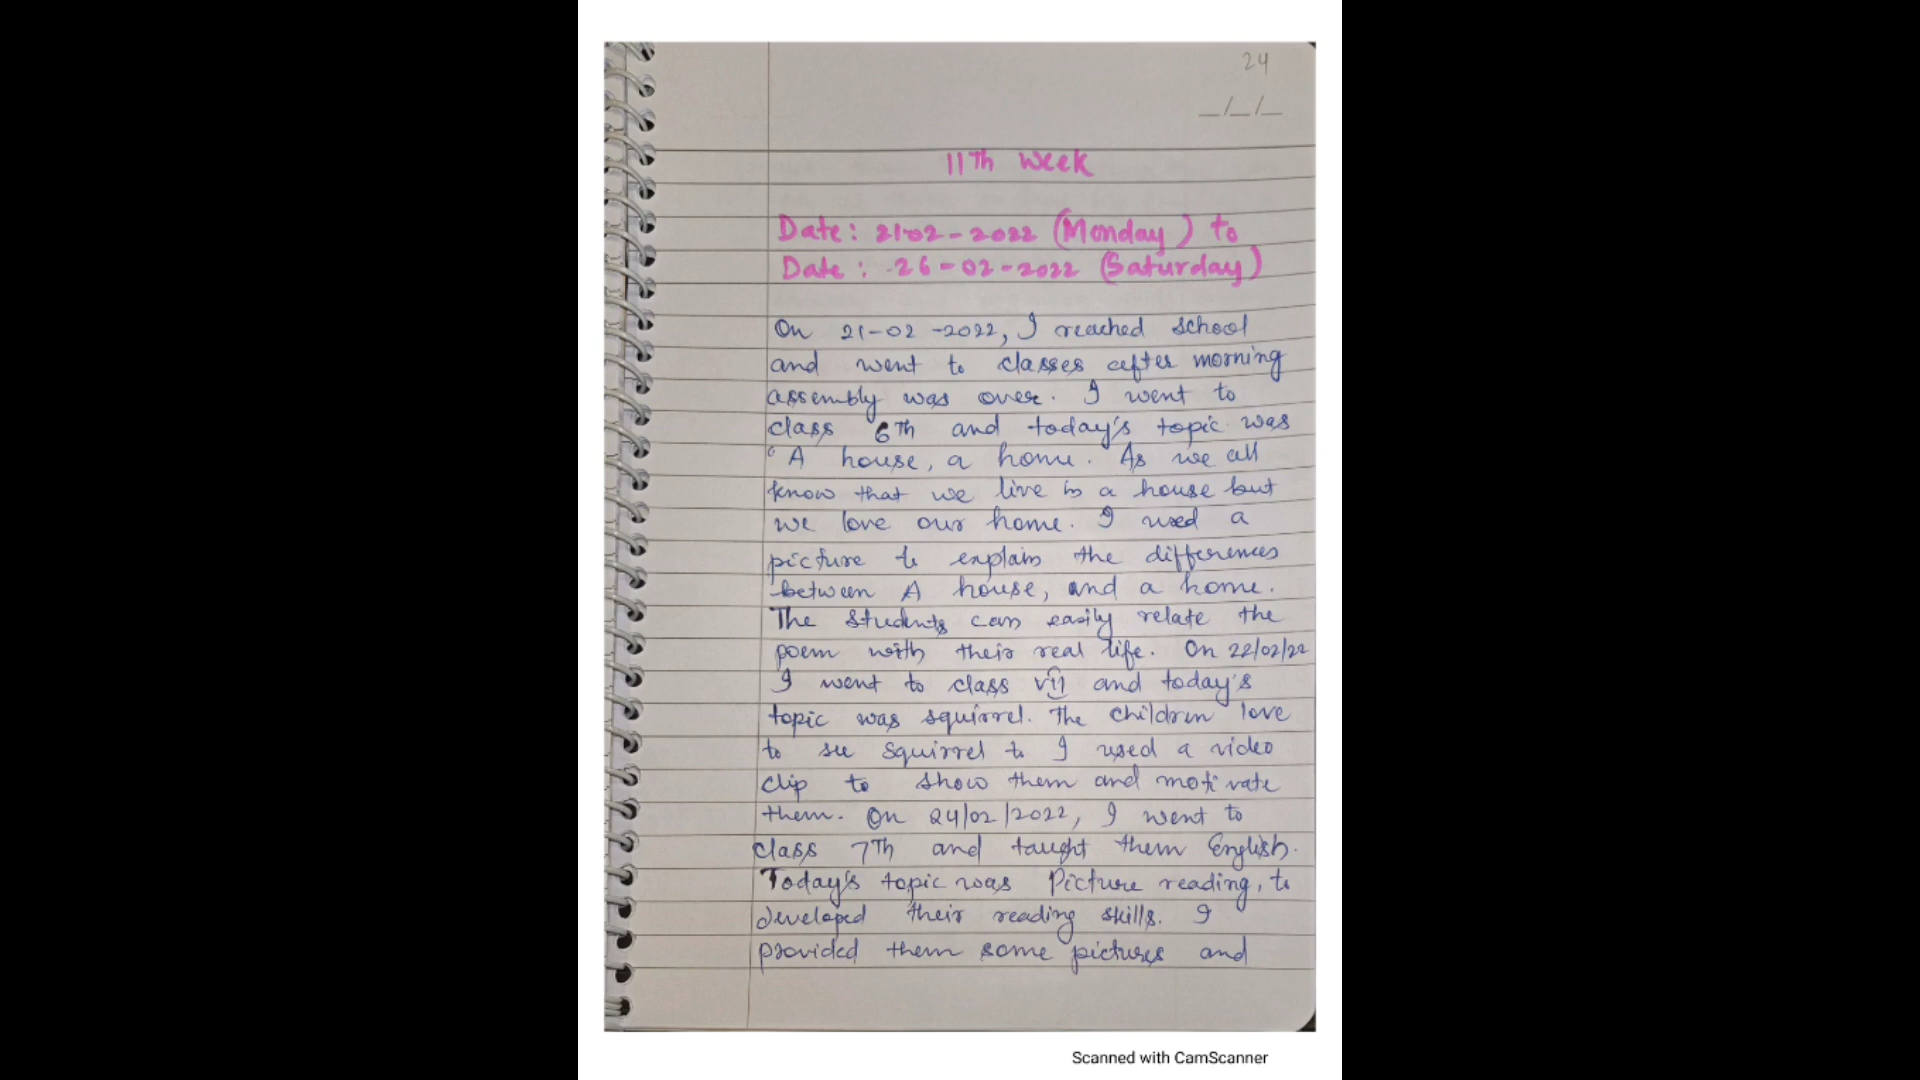 24
_/_/_
11Th Week
Date: 21-02-2022 (Monday) to
Date: 26-02-2022 (Saturday)
On 21-02-2022, I reached school
and went to classes after morning
assembly was over. I went to
class 6Th and today's topic was
‘A house, a home. As we all
know that we live in a house but
we love our home. I used a
picture to explain the differences
between A house, and a home.
The students can easily relate the
poem with their real life. On 22/02/22
I went to class VII and today's
topic was squirrel. The children love
to see squirrel to I used a video
clip to show them and motivate
them. On 24/02/2022, I went to
class 7Th and taught them English.
Today's topic was Picture reading, to
developed their reading skills. I
provided them some pictures and
Scanned with CamScanner